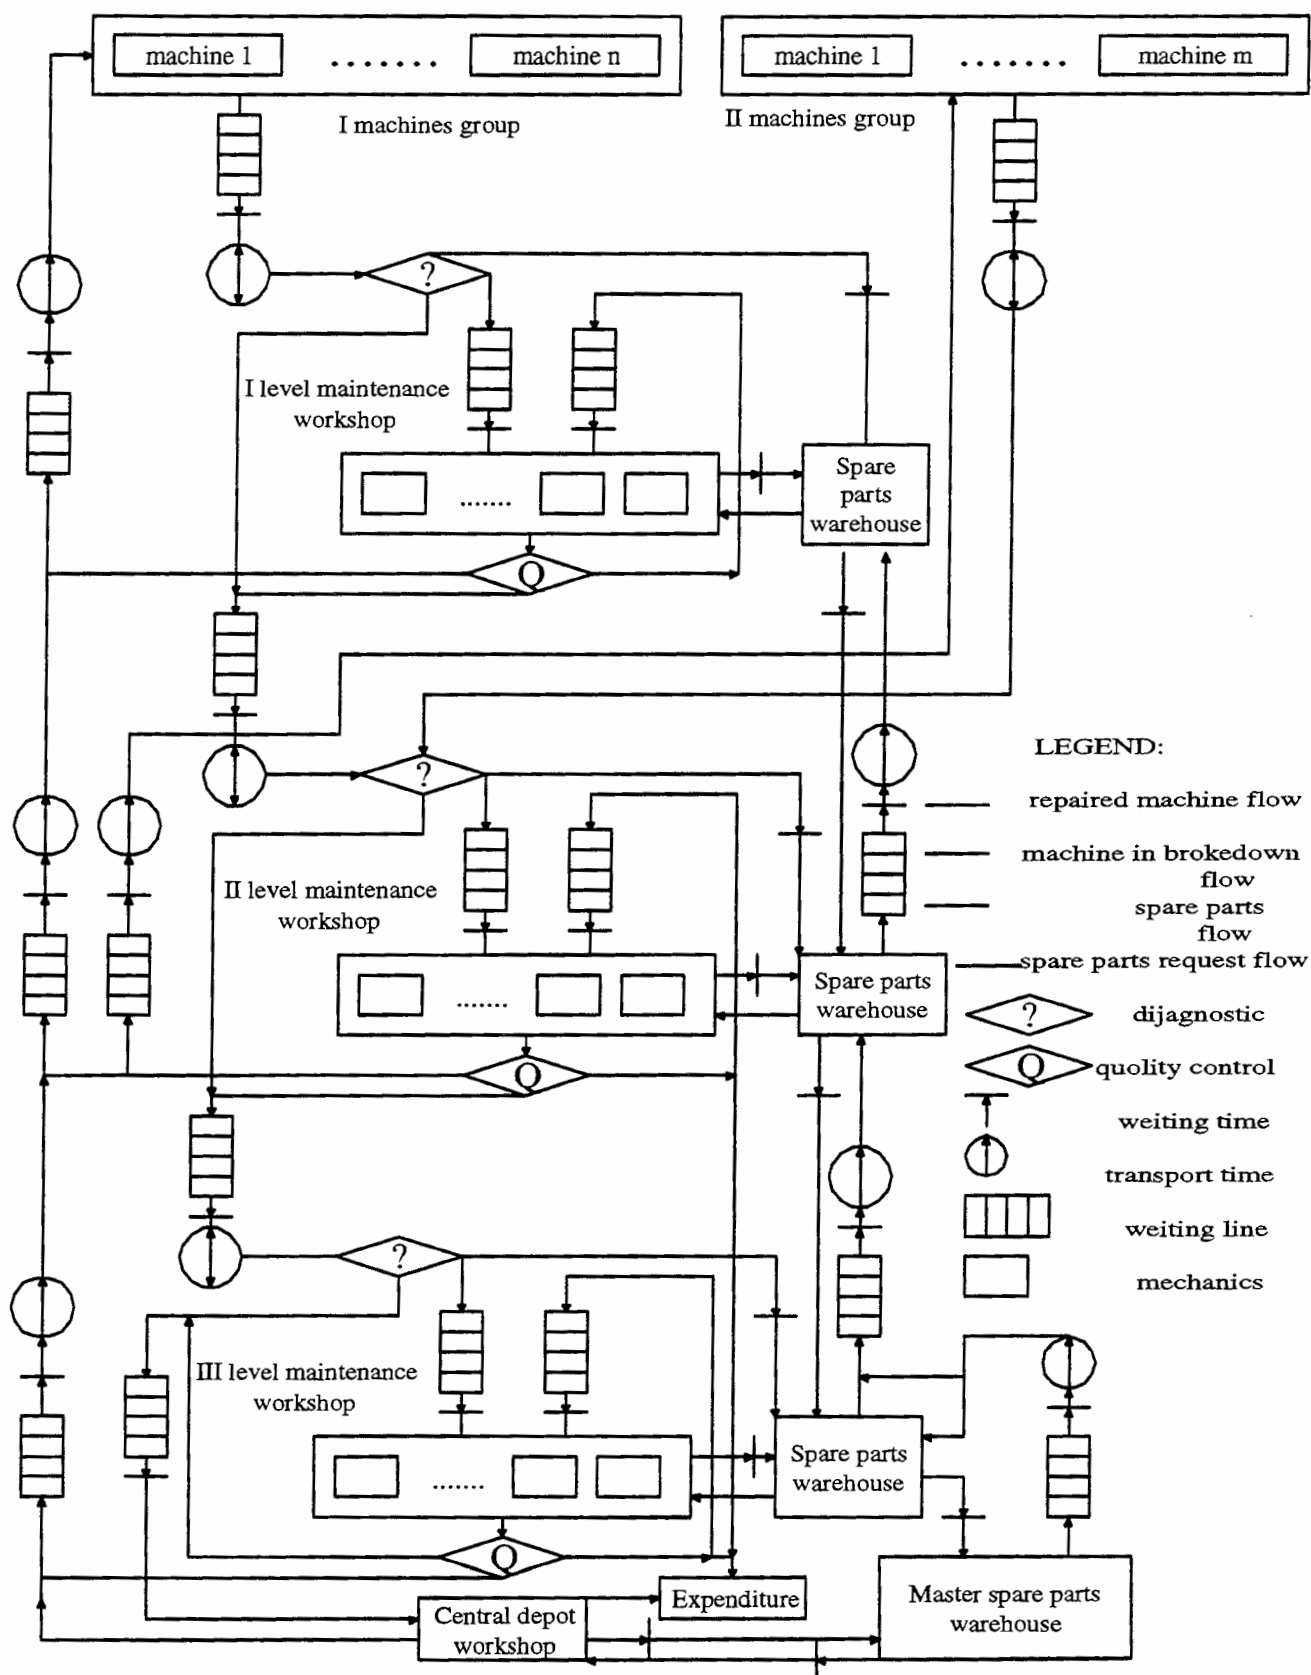 machine 1
. . . . . . .
machine n
machine 1
. . . . . . .
machine m
I machines group
II machines group
?
I level maintenance
workshop
.......
Spare
parts
warehouse
Q
?
LEGEND:
repaired machine flow
machine in brokedown
flow
spare parts
flow
spare parts request flow
? dijagnostic
Q quolity control
weiting time
transport time
weiting line
mechanics
II level maintenance
workshop
.......
Spare parts
warehouse
Q
?
III level maintenance
workshop
.......
Spare parts
warehouse
Q
Expenditure
Central depot
workshop
Master spare parts
warehouse